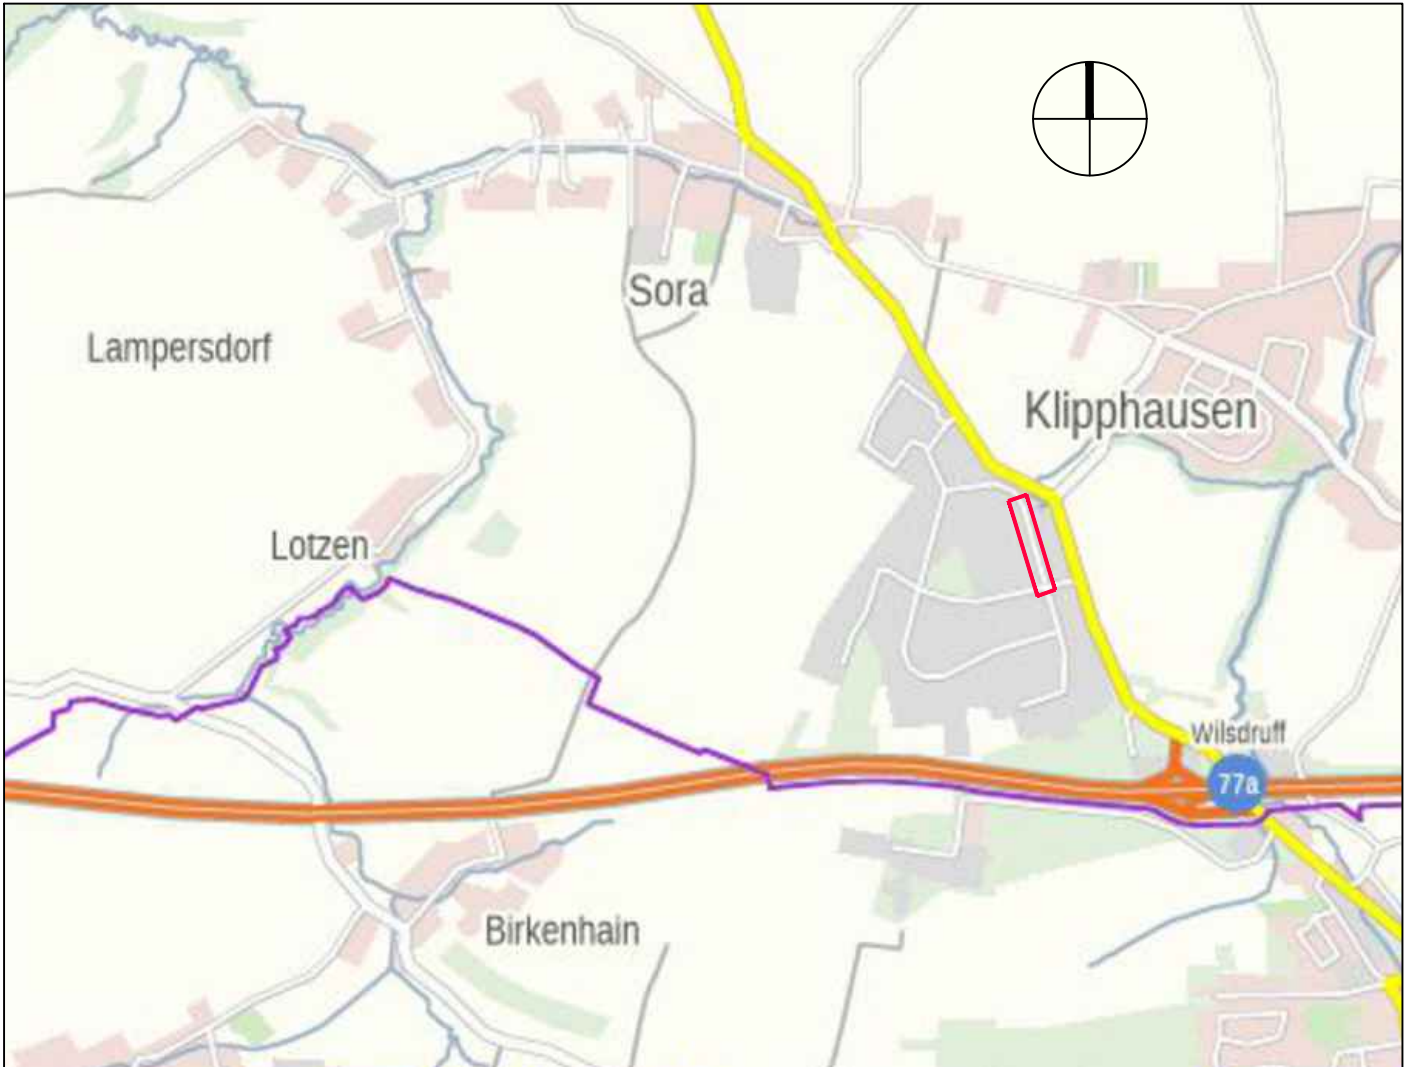 Sora
Lampersdorf
Klipphausen
Lotzen
Wilsdruff
77a
Birkenhain